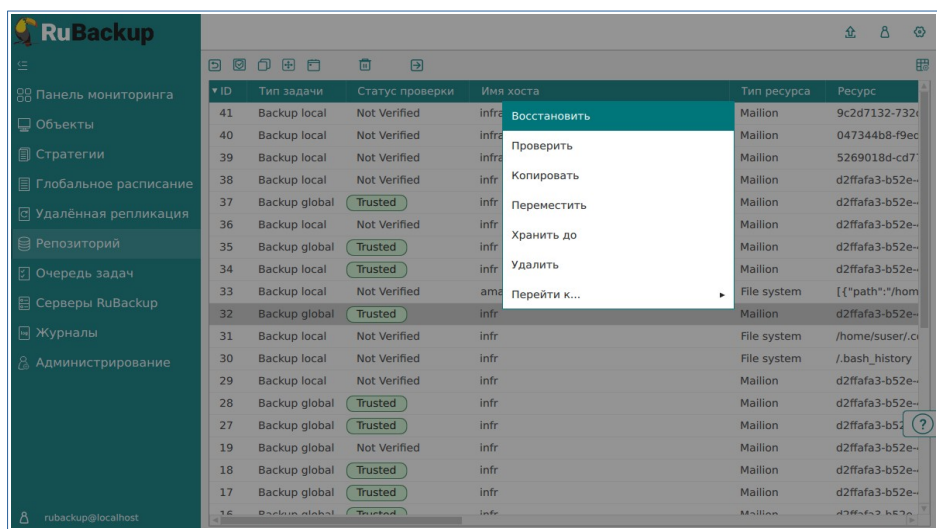 RuBackup
Панель мониторинга
Объекты
Стратегии
Глобальное расписание
Удалённая репликация
Репозиторий
Очередь задач
Серверы RuBackup
Журналы
Администрирование
rubackup@localhost
ID Тип задачи Статус проверки Имя хоста Тип ресурса Ресурс
41 Backup local Not Verified infra Mailion 9c2d7132-732
40 Backup local Not Verified infra Mailion 047344b8-f9ec
39 Backup local Not Verified infra Mailion 5269018d-cd7
38 Backup local Not Verified infr Mailion d2ffafa3-b52e-
37 Backup global Trusted infr Mailion d2ffafa3-b52e-
36 Backup local Not Verified infr Mailion d2ffafa3-b52e-
35 Backup global Trusted infr Mailion d2ffafa3-b52e-
34 Backup local Trusted infr Mailion d2ffafa3-b52e-
33 Backup local Not Verified ama File system [{"path":"/hom
32 Backup global Trusted infr Mailion d2ffafa3-b52e-
31 Backup local Not Verified infr File system /home/suser/.c
30 Backup local Not Verified infr File system /.bash_history
29 Backup local Not Verified infr Mailion d2ffafa3-b52e-
28 Backup global Trusted infr Mailion d2ffafa3-b52e-
27 Backup global Trusted infr Mailion d2ffafa3-b52 ?
19 Backup global Not Verified infr Mailion d2ffafa3-b52e-
18 Backup global Trusted infr Mailion d2ffafa3-b52e-
17 Backup global Trusted infr Mailion d2ffafa3-b52e-
16 Backup global Trusted infr Mailion d2ffafa3-b52e
Восстановить
Проверить
Копировать
Переместить
Хранить до
Удалить
Перейти к...